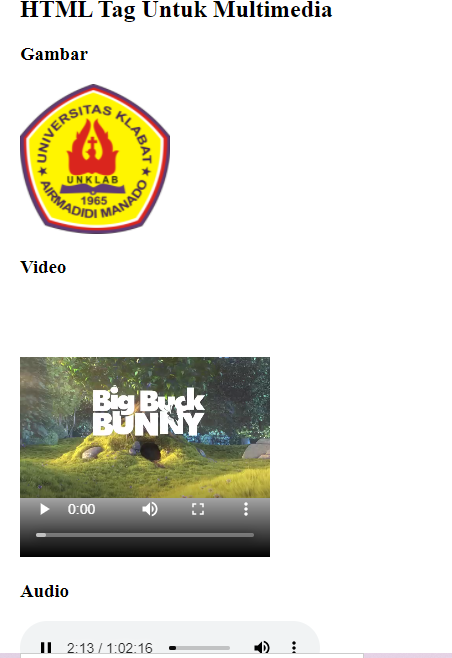 HTML Tag Untuk Multimedia
Gambar
UNIVERSITAS KLABAT
UNKLAB
1965
AIRMADIDI MANADO
Video
Big Buck
BUNNY
0:00
Audio
2:13 / 1:02:16